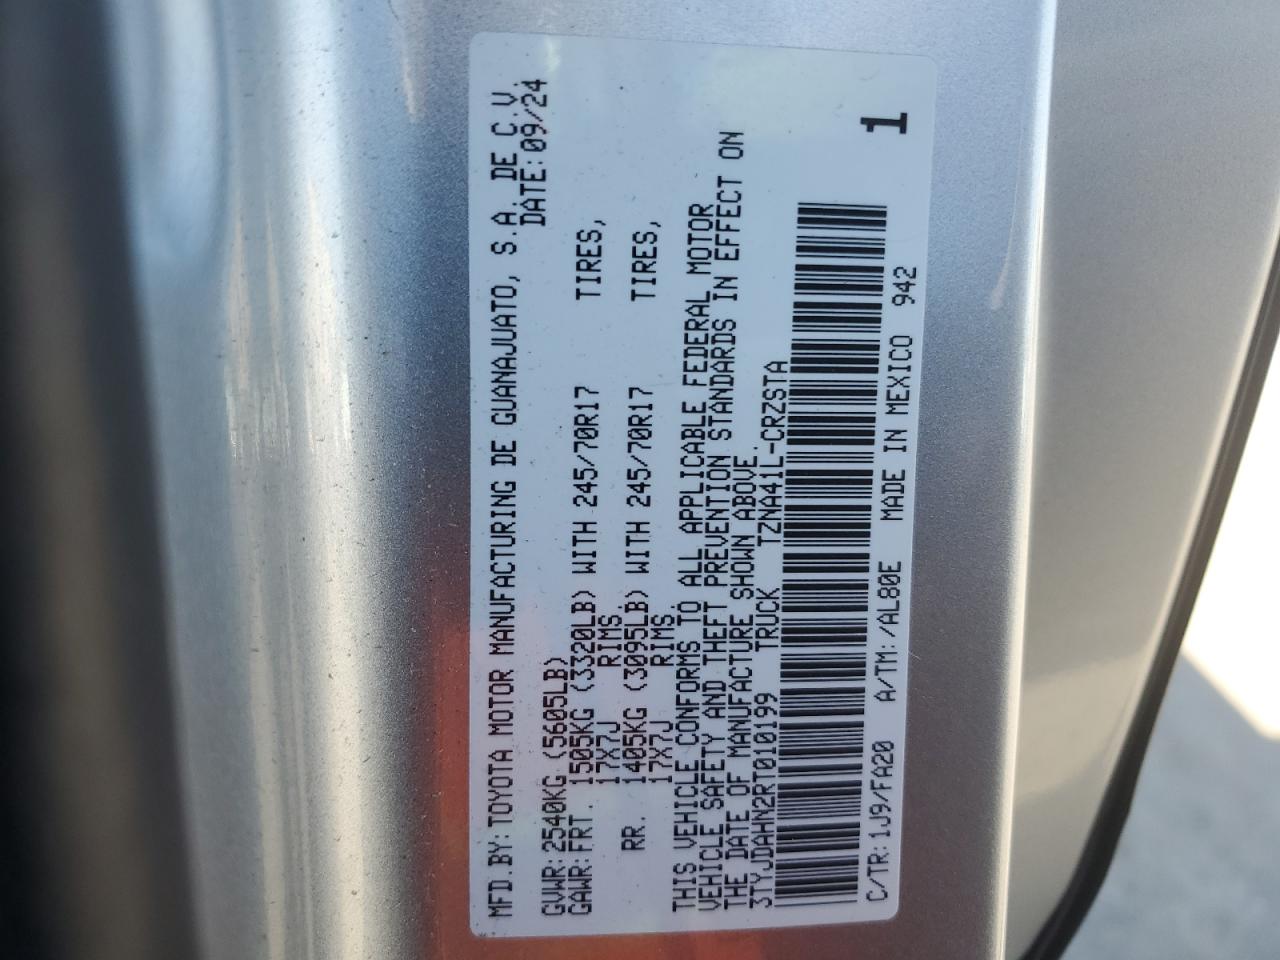 MFD.BY:TOYOTA MOTOR MANUFACTURING DE GUANAJUATO, S.A. DE C.V.
DATE:09/24
GVWR:2540KG (5605LB)
GAWR:FRT. 1505KG (3320LB) WITH 245/70R17 TIRES,
17X7J RIMS.
RR. 1405KG (3095LB) WITH 245/70R17 TIRES,
17X7J RIMS.
THIS VEHICLE CONFORMS TO ALL APPLICABLE FEDERAL MOTOR
VEHICLE SAFETY AND THEFT PREVENTION STANDARDS IN EFFECT ON
THE DATE OF MANUFACTURE SHOWN ABOVE.
3TYJDAHN2RT010199 TRUCK TZNA41L-CRZSTA
1
C/TR:1J9/FA20 A/TM:/AL80E MADE IN MEXICO 942